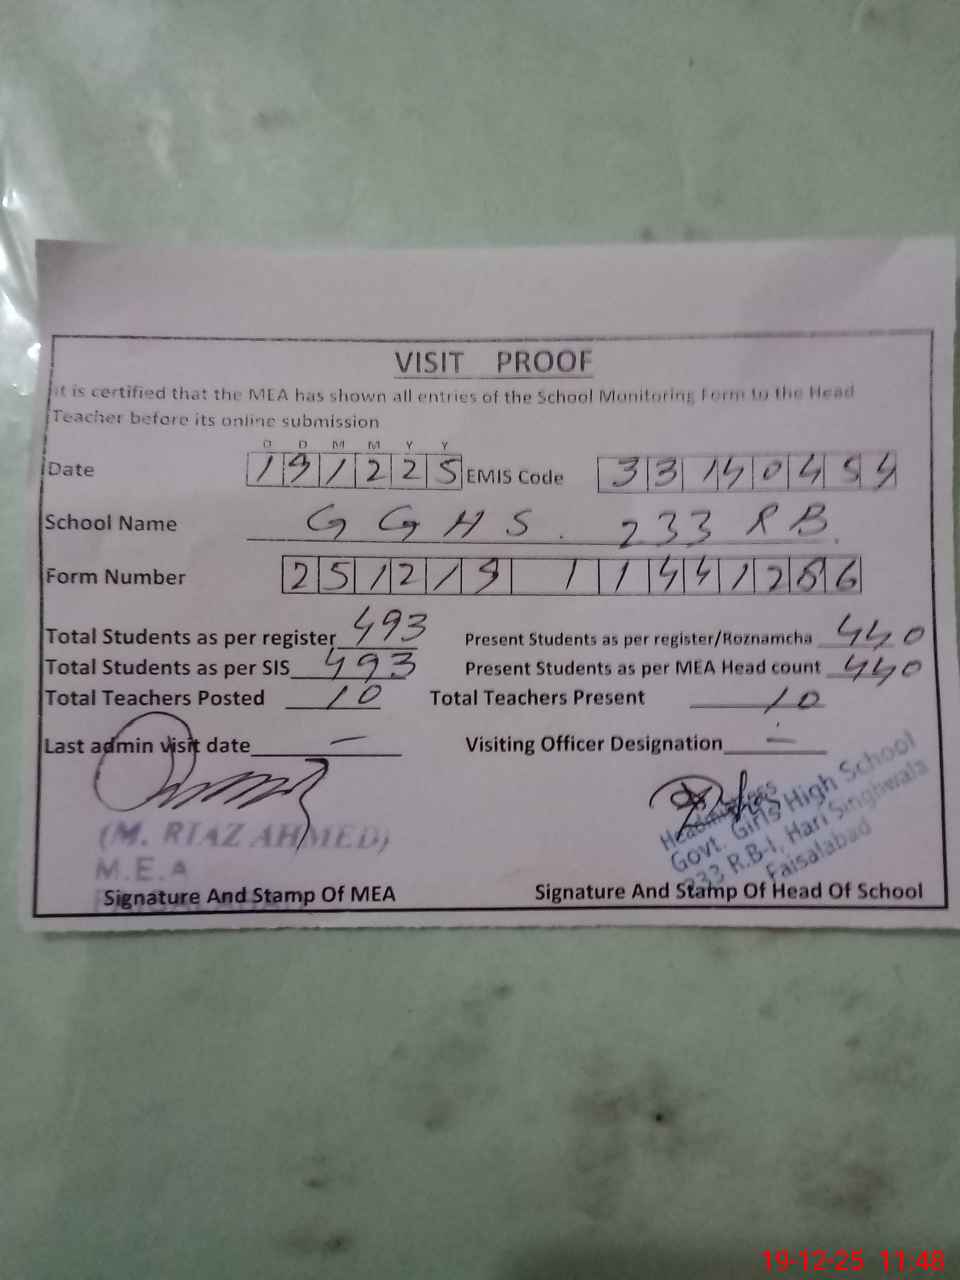 VISIT PROOF
It is certified that the MEA has shown all entries of the School Monitoring Form to the Head
Teacher before its online submission
D D M M Y Y
Date 191225 EMIS Code 33140454
School Name GGHS. 233 RB.
Form Number 251219 11441286
Total Students as per register 493 Present Students as per register/Roznamcha 440
Total Students as per SIS 493 Present Students as per MEA Head count 440
Total Teachers Posted 10 Total Teachers Present 10
Last admin visit date — Visiting Officer Designation —
(M. RIAZ AHMED)
M.E.A
Headmistress
Govt. Girls High School
233 R.B-I, Hari Singhwala
Faisalabad
Signature And Stamp Of MEA Signature And Stamp Of Head Of School
19-12-25 11:48